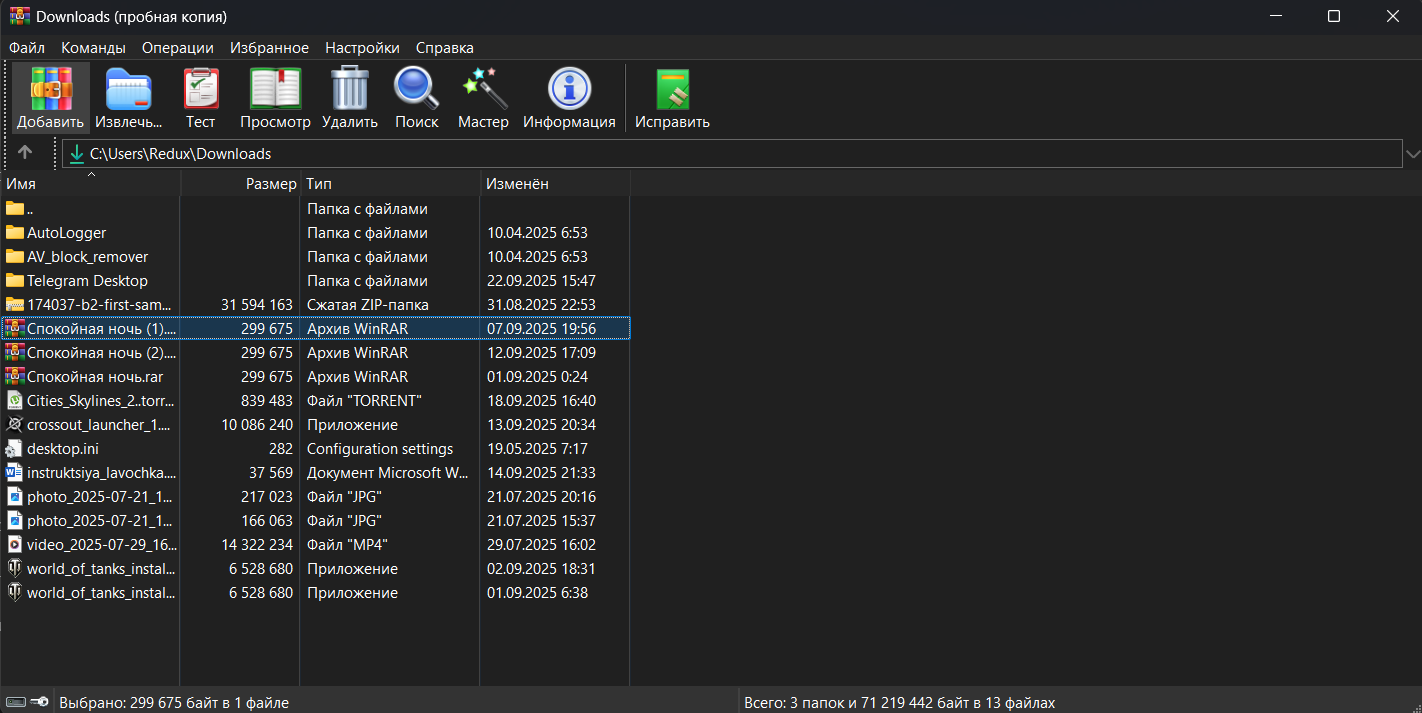 Downloads (пробная копия)
Файл Команды Операции Избранное Настройки Справка
Добавить Извлечь... Тест Просмотр Удалить Поиск Мастер Информация Исправить
C:\Users\Redux\Downloads
Имя Размер Тип Изменён
.. Папка с файлами
AutoLogger Папка с файлами 10.04.2025 6:53
AV_block_remover Папка с файлами 10.04.2025 6:53
Telegram Desktop Папка с файлами 22.09.2025 15:47
174037-b2-first-sam... 31 594 163 Сжатая ZIP-папка 31.08.2025 22:53
Спокойная ночь (1).... 299 675 Архив WinRAR 07.09.2025 19:56
Спокойная ночь (2).... 299 675 Архив WinRAR 12.09.2025 17:09
Спокойная ночь.rar 299 675 Архив WinRAR 01.09.2025 0:24
Cities_Skylines_2..torr... 839 483 Файл "TORRENT" 18.09.2025 16:40
crossout_launcher_1.... 10 086 240 Приложение 13.09.2025 20:34
desktop.ini 282 Configuration settings 19.05.2025 7:17
instruktsiya_lavochka.... 37 569 Документ Microsoft W... 14.09.2025 21:33
photo_2025-07-21_1... 217 023 Файл "JPG" 21.07.2025 20:16
photo_2025-07-21_1... 166 063 Файл "JPG" 21.07.2025 15:37
video_2025-07-29_16... 14 322 234 Файл "MP4" 29.07.2025 16:02
world_of_tanks_instal... 6 528 680 Приложение 02.09.2025 18:31
world_of_tanks_instal... 6 528 680 Приложение 01.09.2025 6:38
Выбрано: 299 675 байт в 1 файле Всего: 3 папок и 71 219 442 байт в 13 файлах